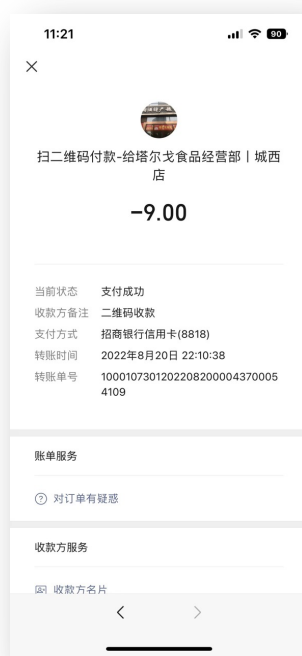 11:21
90
扫二维码付款-给塔尔戈食品经营部丨城西
店
-9.00
当前状态 支付成功
收款方备注 二维码收款
支付方式 招商银行信用卡(8818)
转账时间 2022年8月20日 22:10:38
转账单号 1000107301202208200004370005
4109
账单服务
对订单有疑惑
收款方服务
收款方名片